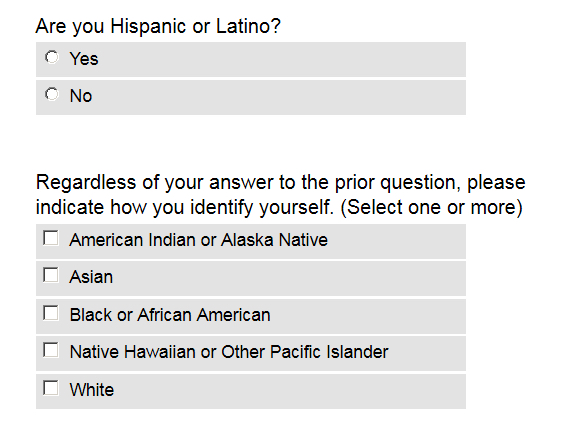 Are you Hispanic or Latino?
Yes
No
Regardless of your answer to the prior question, please
indicate how you identify yourself. (Select one or more)
American Indian or Alaska Native
Asian
Black or African American
Native Hawaiian or Other Pacific Islander
White